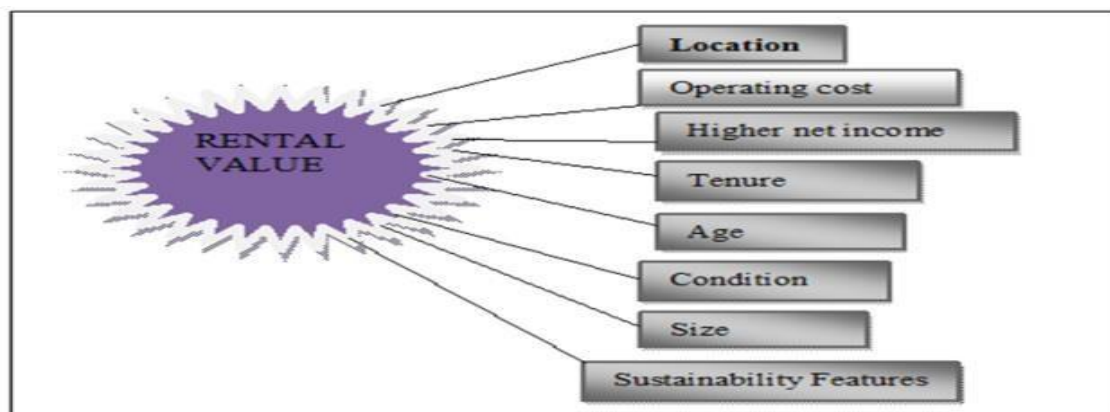 RENTAL
VALUE
Location
Operating cost
Higher net income
Tenure
Age
Condition
Size
Sustainability Features